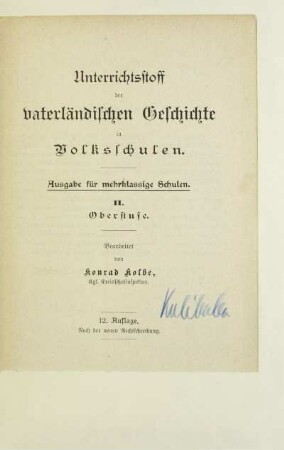 Unterrichtsstoff
der
vaterländischen Geschichte
in
Volksschulen.
Ausgabe für mehrklassige Schulen.
II.
Oberstufe.
Bearbeitet
von
Konrad Kolbe,
Kgl. Kreisschulinspektor.
12. Auflage.
Nach der neuen Rechtschreibung.